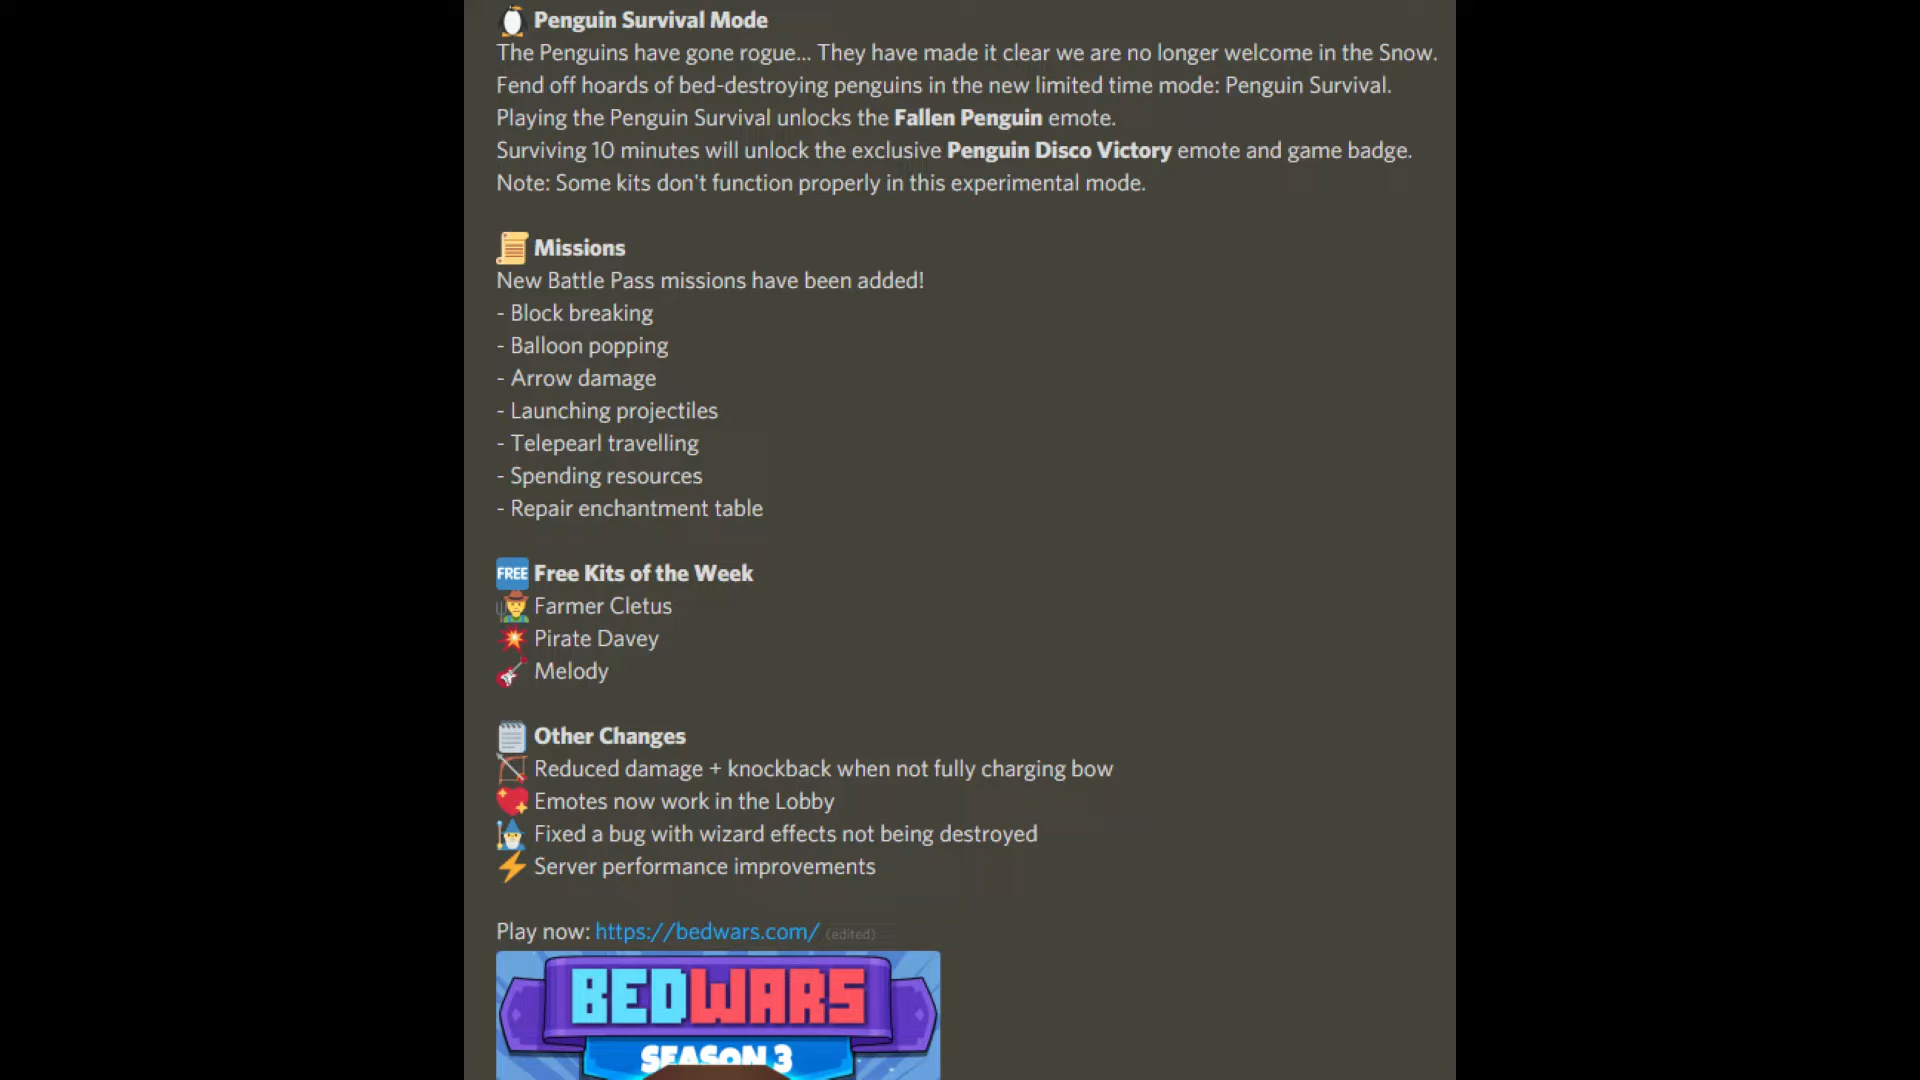 Penguin Survival Mode
The Penguins have gone rogue... They have made it clear we are no longer welcome in the Snow.
Fend off hoards of bed-destroying penguins in the new limited time mode: Penguin Survival.
Playing the Penguin Survival unlocks the Fallen Penguin emote.
Surviving 10 minutes will unlock the exclusive Penguin Disco Victory emote and game badge.
Note: Some kits don't function properly in this experimental mode.
Missions
New Battle Pass missions have been added!
- Block breaking
- Balloon popping
- Arrow damage
- Launching projectiles
- Telepearl travelling
- Spending resources
- Repair enchantment table
FREE Free Kits of the Week
Farmer Cletus
Pirate Davey
Melody
Other Changes
Reduced damage + knockback when not fully charging bow
Emotes now work in the Lobby
Fixed a bug with wizard effects not being destroyed
Server performance improvements
Play now: https://bedwars.com/ (edited)
BEDWARS
SEASON 3